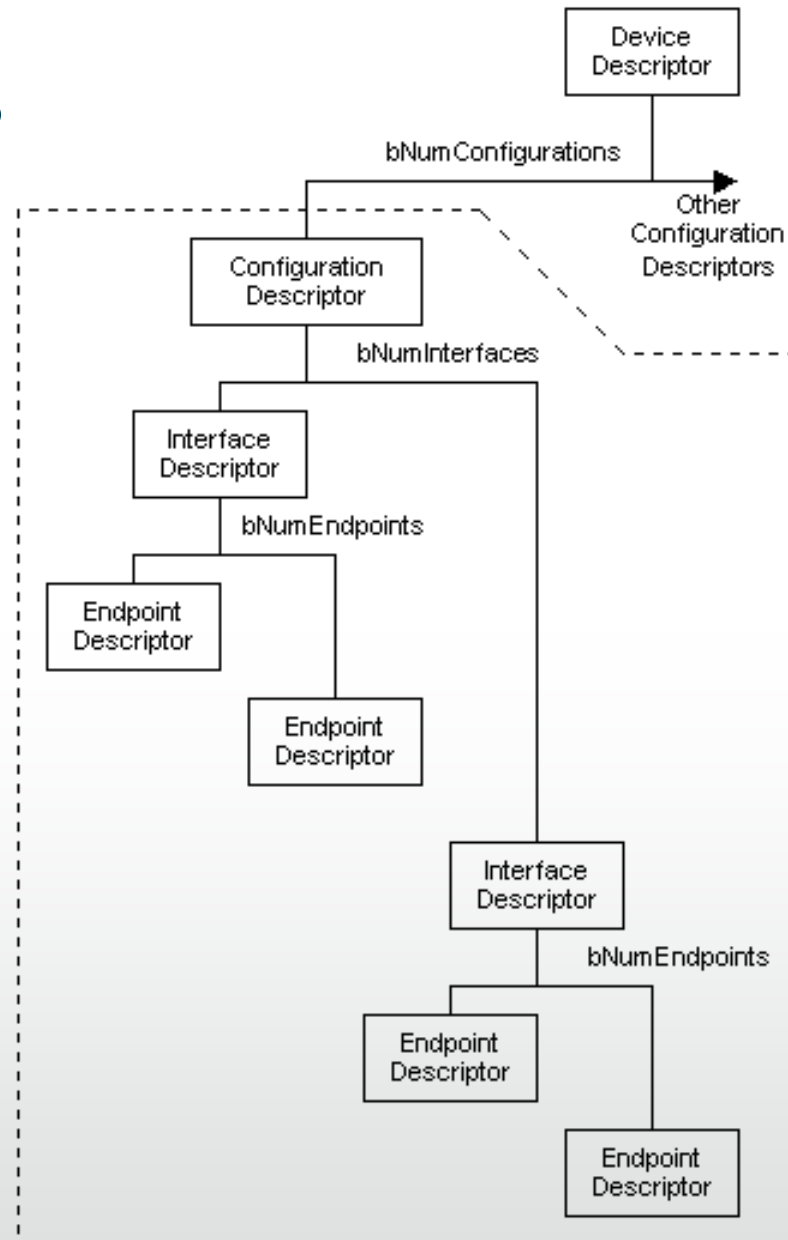 Device
Descriptor
bNumConfigurations
Other
Configuration
Descriptors
Configuration
Descriptor
bNumInterfaces
Interface
Descriptor
bNumEndpoints
Endpoint
Descriptor
Endpoint
Descriptor
Interface
Descriptor
bNumEndpoints
Endpoint
Descriptor
Endpoint
Descriptor